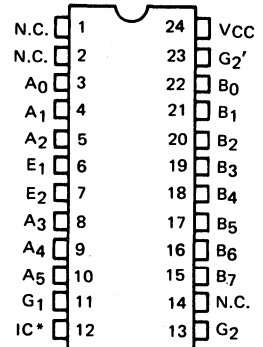 N.C. 1 24 VCC
N.C. 2 23 G2'
A0 3 22 B0
A1 4 21 B1
A2 5 20 B2
E1 6 19 B3
E2 7 18 B4
A3 8 17 B5
A4 9 16 B6
A5 10 15 B7
G1 11 14 N.C.
IC* 12 13 G2